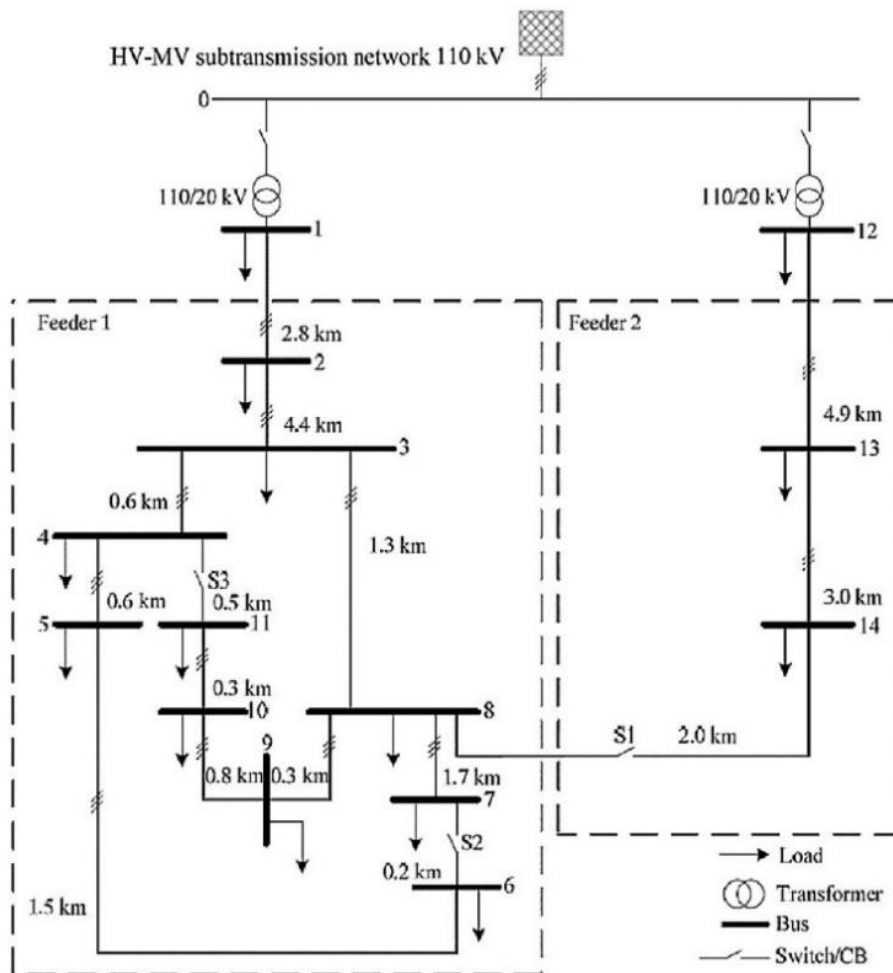 HV-MV subtransmission network 110 kV
0
110/20 kV
110/20 kV
1
12
Feeder 1
Feeder 2
2.8 km
2
4.4 km
4.9 km
3
13
0.6 km
4
1.3 km
S3
0.6 km
0.5 km
3.0 km
5
11
14
0.3 km
10
8
9
S1
2.0 km
0.8 km
0.3 km
1.7 km
7
S2
0.2 km
6
1.5 km
Load
Transformer
Bus
Switch/CB